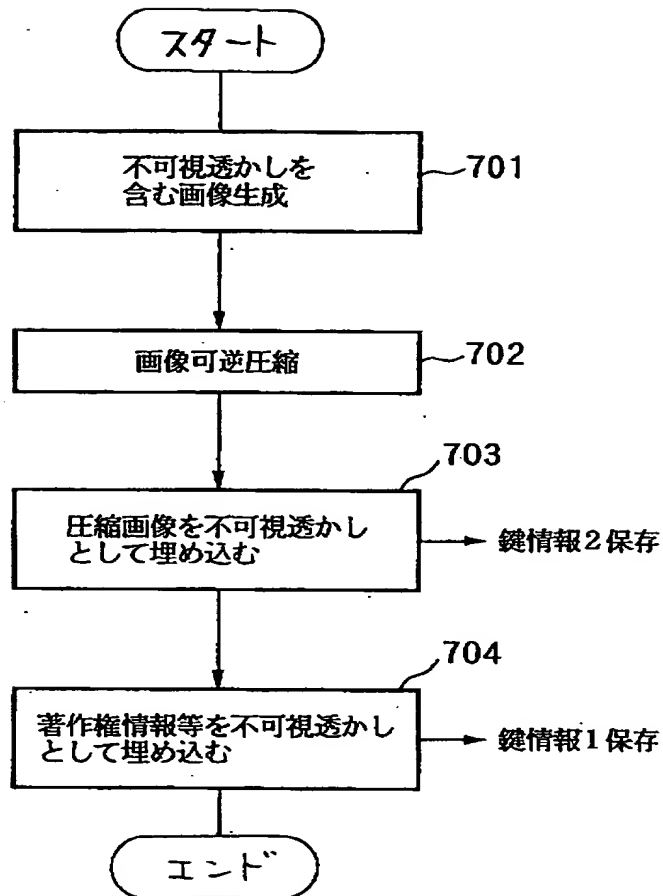 スタート
不可視透かしを
含む画像生成
701
画像可逆圧縮
702
703
圧縮画像を不可視透かし
として埋め込む
鍵情報2保存
704
著作権情報等を不可視透かし
として埋め込む
鍵情報1保存
エンド